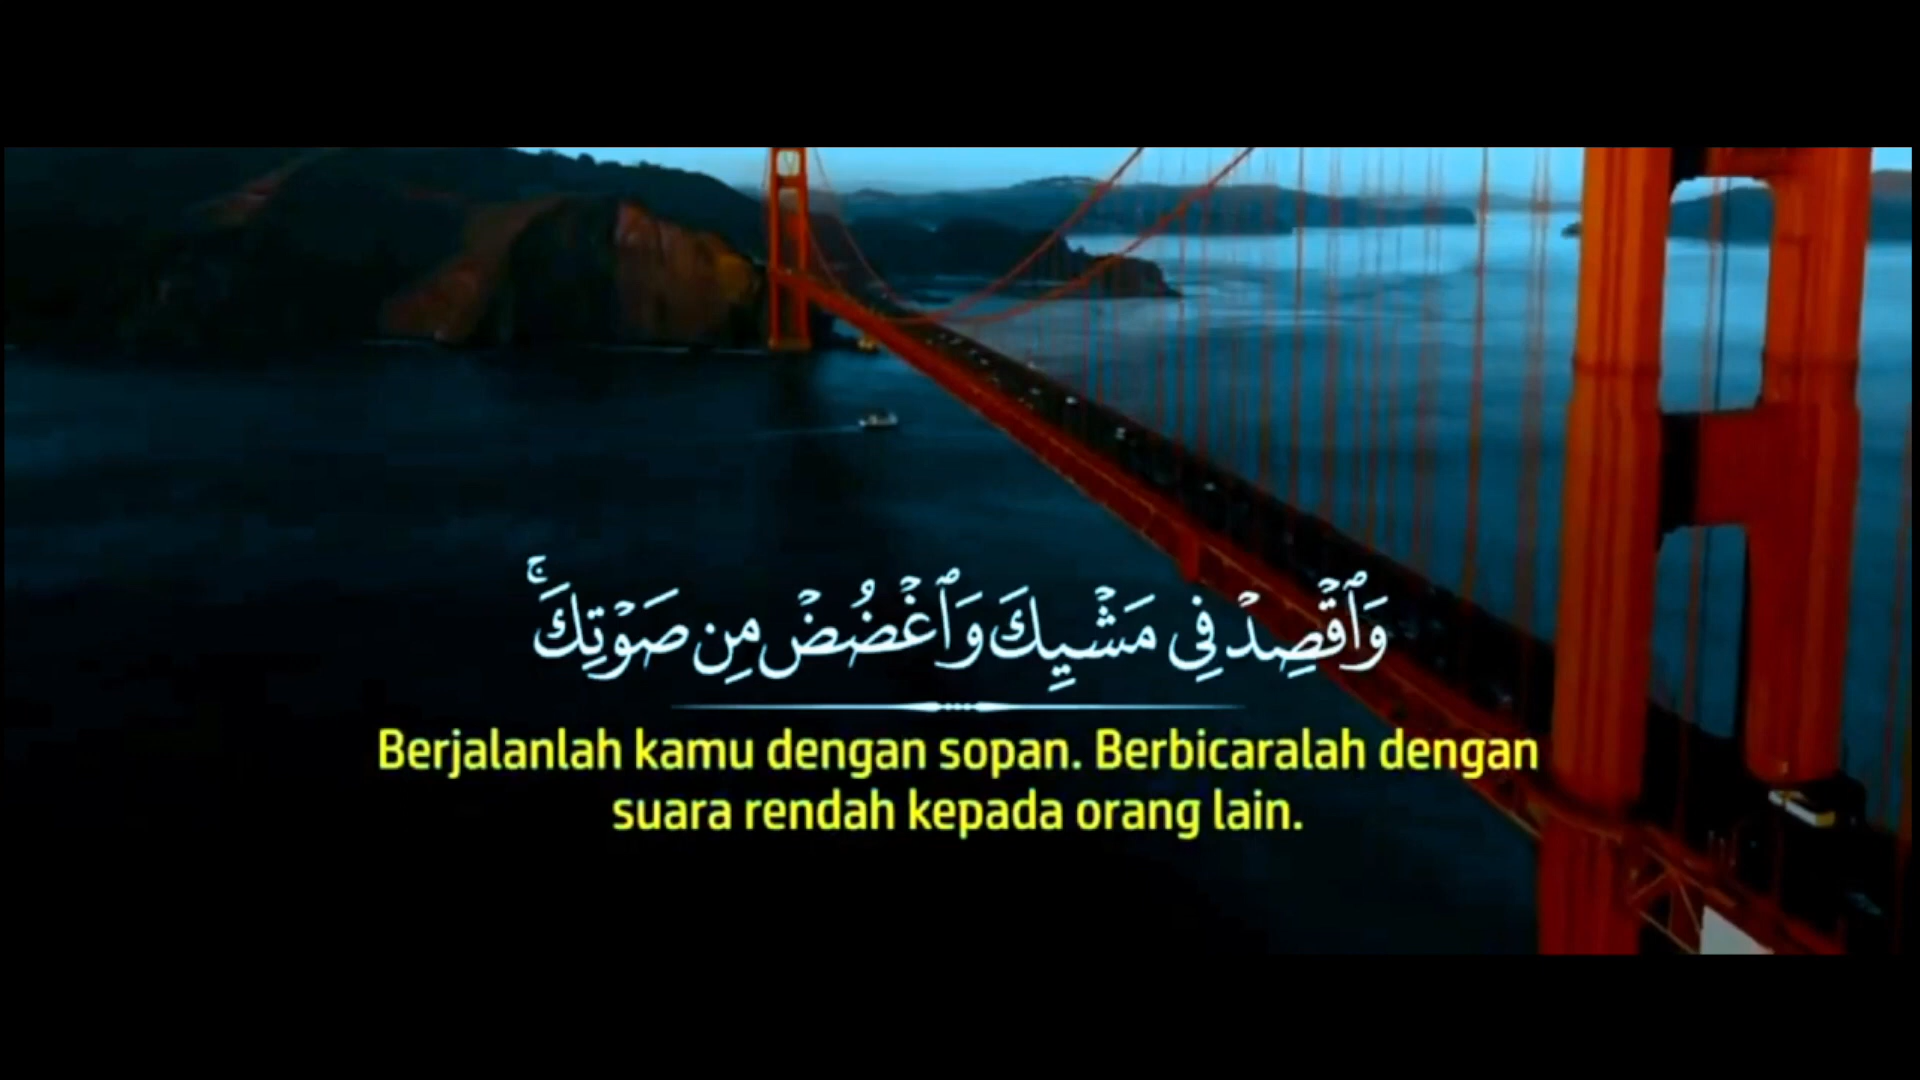 وَٱقۡصِدۡ فِي مَشۡيِكَ وَٱغۡضُضۡ مِن صَوۡتِكَۚ
Berjalanlah kamu dengan sopan. Berbicaralah dengan
suara rendah kepada orang lain.